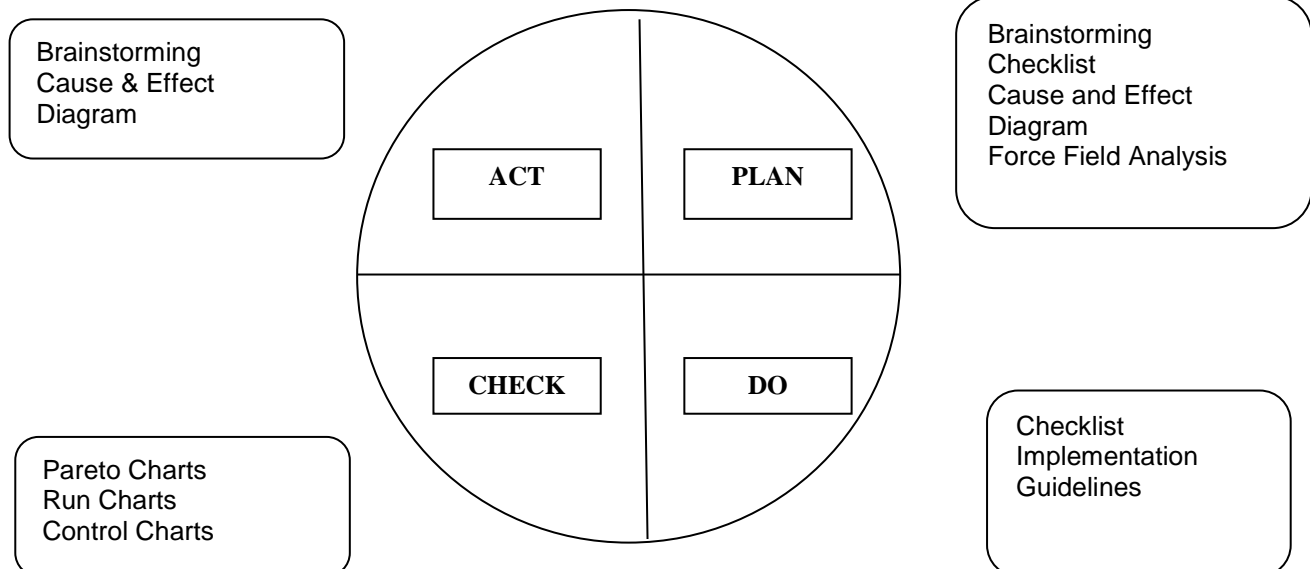 Brainstorming
Cause & Effect
Diagram
Brainstorming
Checklist
Cause and Effect
Diagram
Force Field Analysis
ACT
PLAN
CHECK
DO
Pareto Charts
Run Charts
Control Charts
Checklist
Implementation
Guidelines